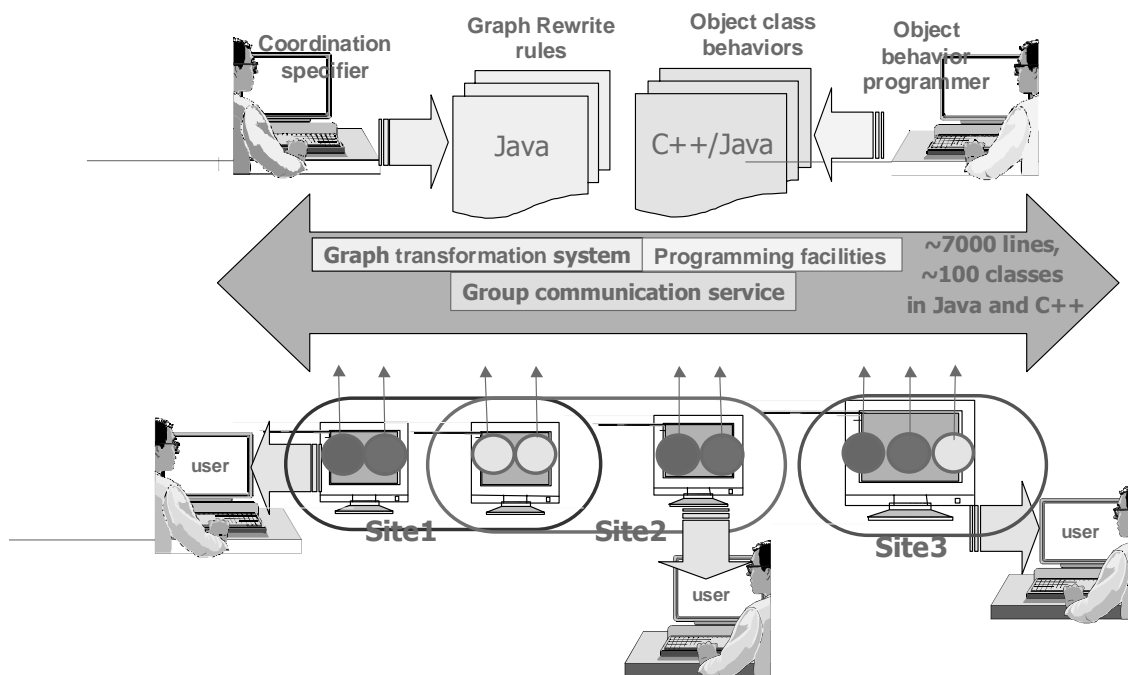 Coordination
specifier
Graph Rewrite
rules
Object class
behaviors
Object
behavior
programmer
Java
C++/Java
Graph transformation system
Programming facilities
Group communication service
~7000 lines,
~100 classes
in Java and C++
user
Site1
Site2
Site3
user
user